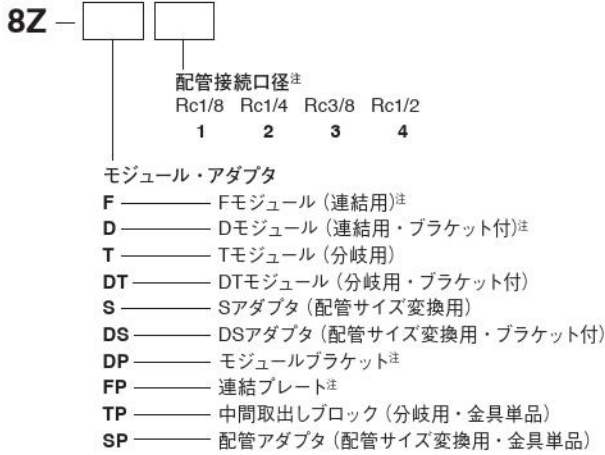 8Z –
配管接続口径注
Rc1/8 Rc1/4 Rc3/8 Rc1/2
1 2 3 4
モジュール・アダプタ
F Fモジュール（連結用）注
D Dモジュール（連結用・ブラケット付）注
T Tモジュール（分岐用）
DT DTモジュール（分岐用・ブラケット付）
S Sアダプタ（配管サイズ変換用）
DS DSアダプタ（配管サイズ変換用・ブラケット付）
DP モジュールブラケット注
FP 連結プレート注
TP 中間取出しブロック（分岐用・金具単品）
SP 配管アダプタ（配管サイズ変換用・金具単品）